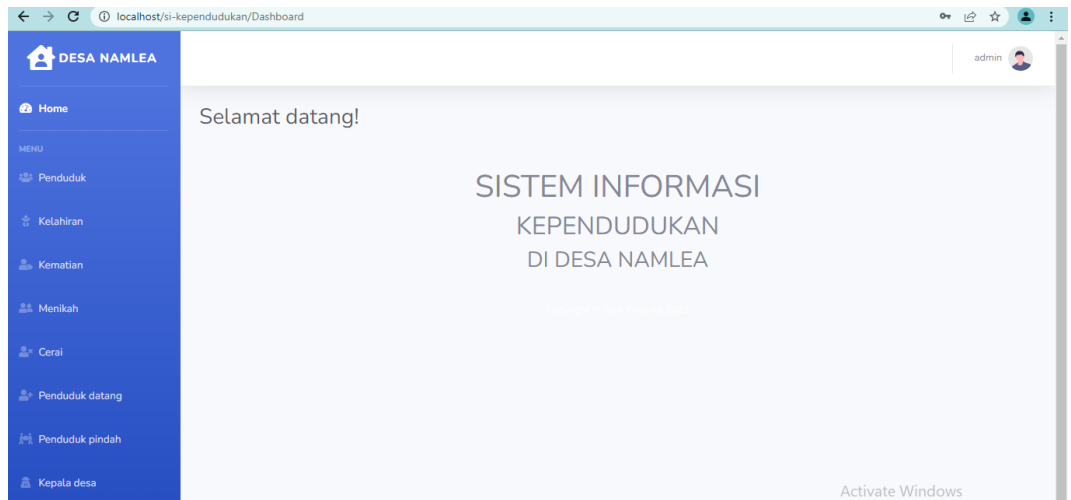 localhost/si-kependudukan/Dashboard
DESA NAMLEA
admin
Home
Selamat datang!
MENU
Penduduk
SISTEM INFORMASI
KEPENDUDUKAN
DI DESA NAMLEA
Kelahiran
Kematian
Menikah
Cerai
Penduduk datang
Penduduk pindah
Kepala desa
Activate Windows